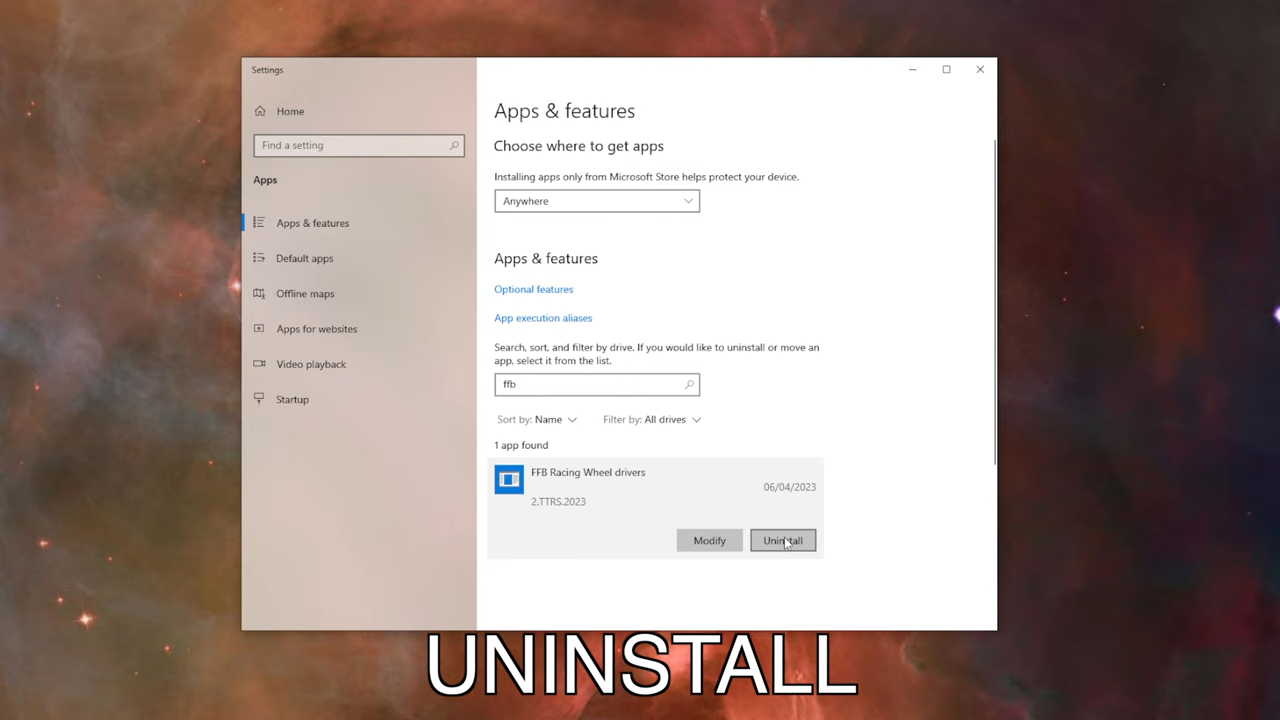 Settings
Home
Find a setting
Apps
Apps & features
Default apps
Offline maps
Apps for websites
Video playback
Startup
Apps & features
Choose where to get apps
Installing apps only from Microsoft Store helps protect your device.
Anywhere
Apps & features
Optional features
App execution aliases
Search, sort, and filter by drive. If you would like to uninstall or move an
app, select it from the list.
ffb
Sort by: Name Filter by: All drives
1 app found
FFB Racing Wheel drivers
06/04/2023
2.TTRS.2023
Modify Uninstall
UNINSTALL